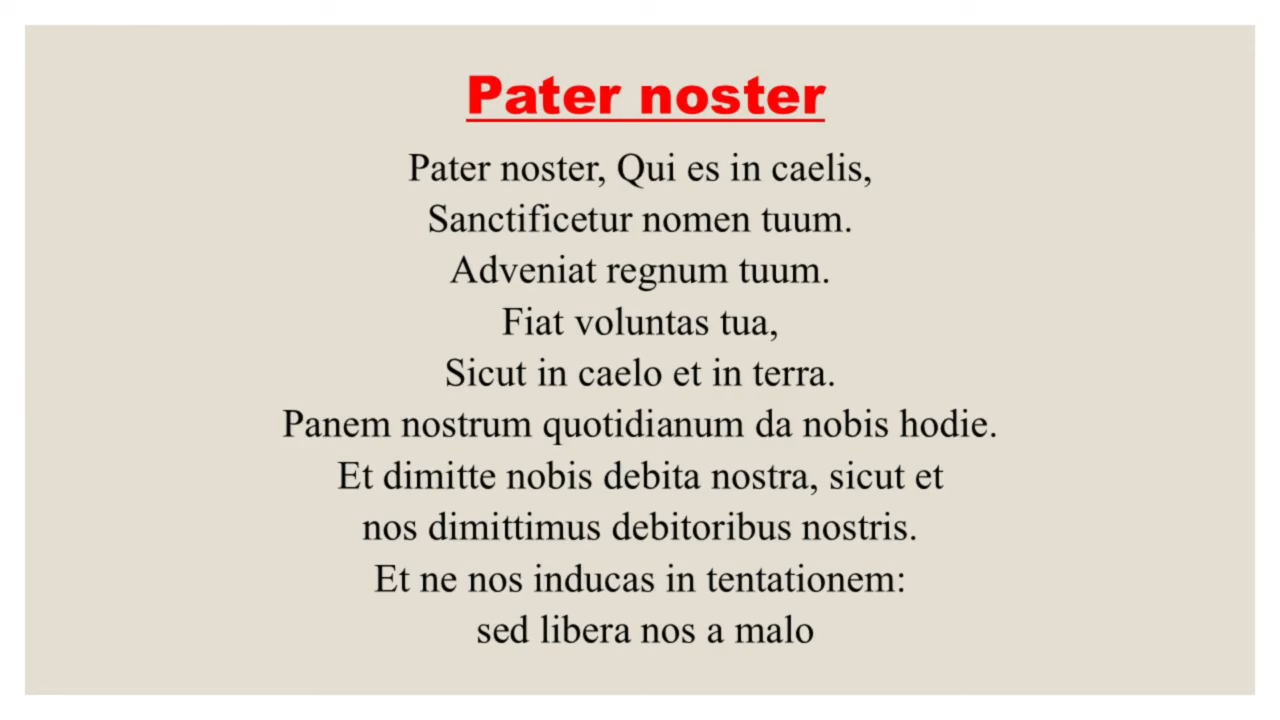 Pater noster
Pater noster, Qui es in caelis,
Sanctificetur nomen tuum.
Adveniat regnum tuum.
Fiat voluntas tua,
Sicut in caelo et in terra.
Panem nostrum quotidianum da nobis hodie.
Et dimitte nobis debita nostra, sicut et
nos dimittimus debitoribus nostris.
Et ne nos inducas in tentationem:
sed libera nos a malo